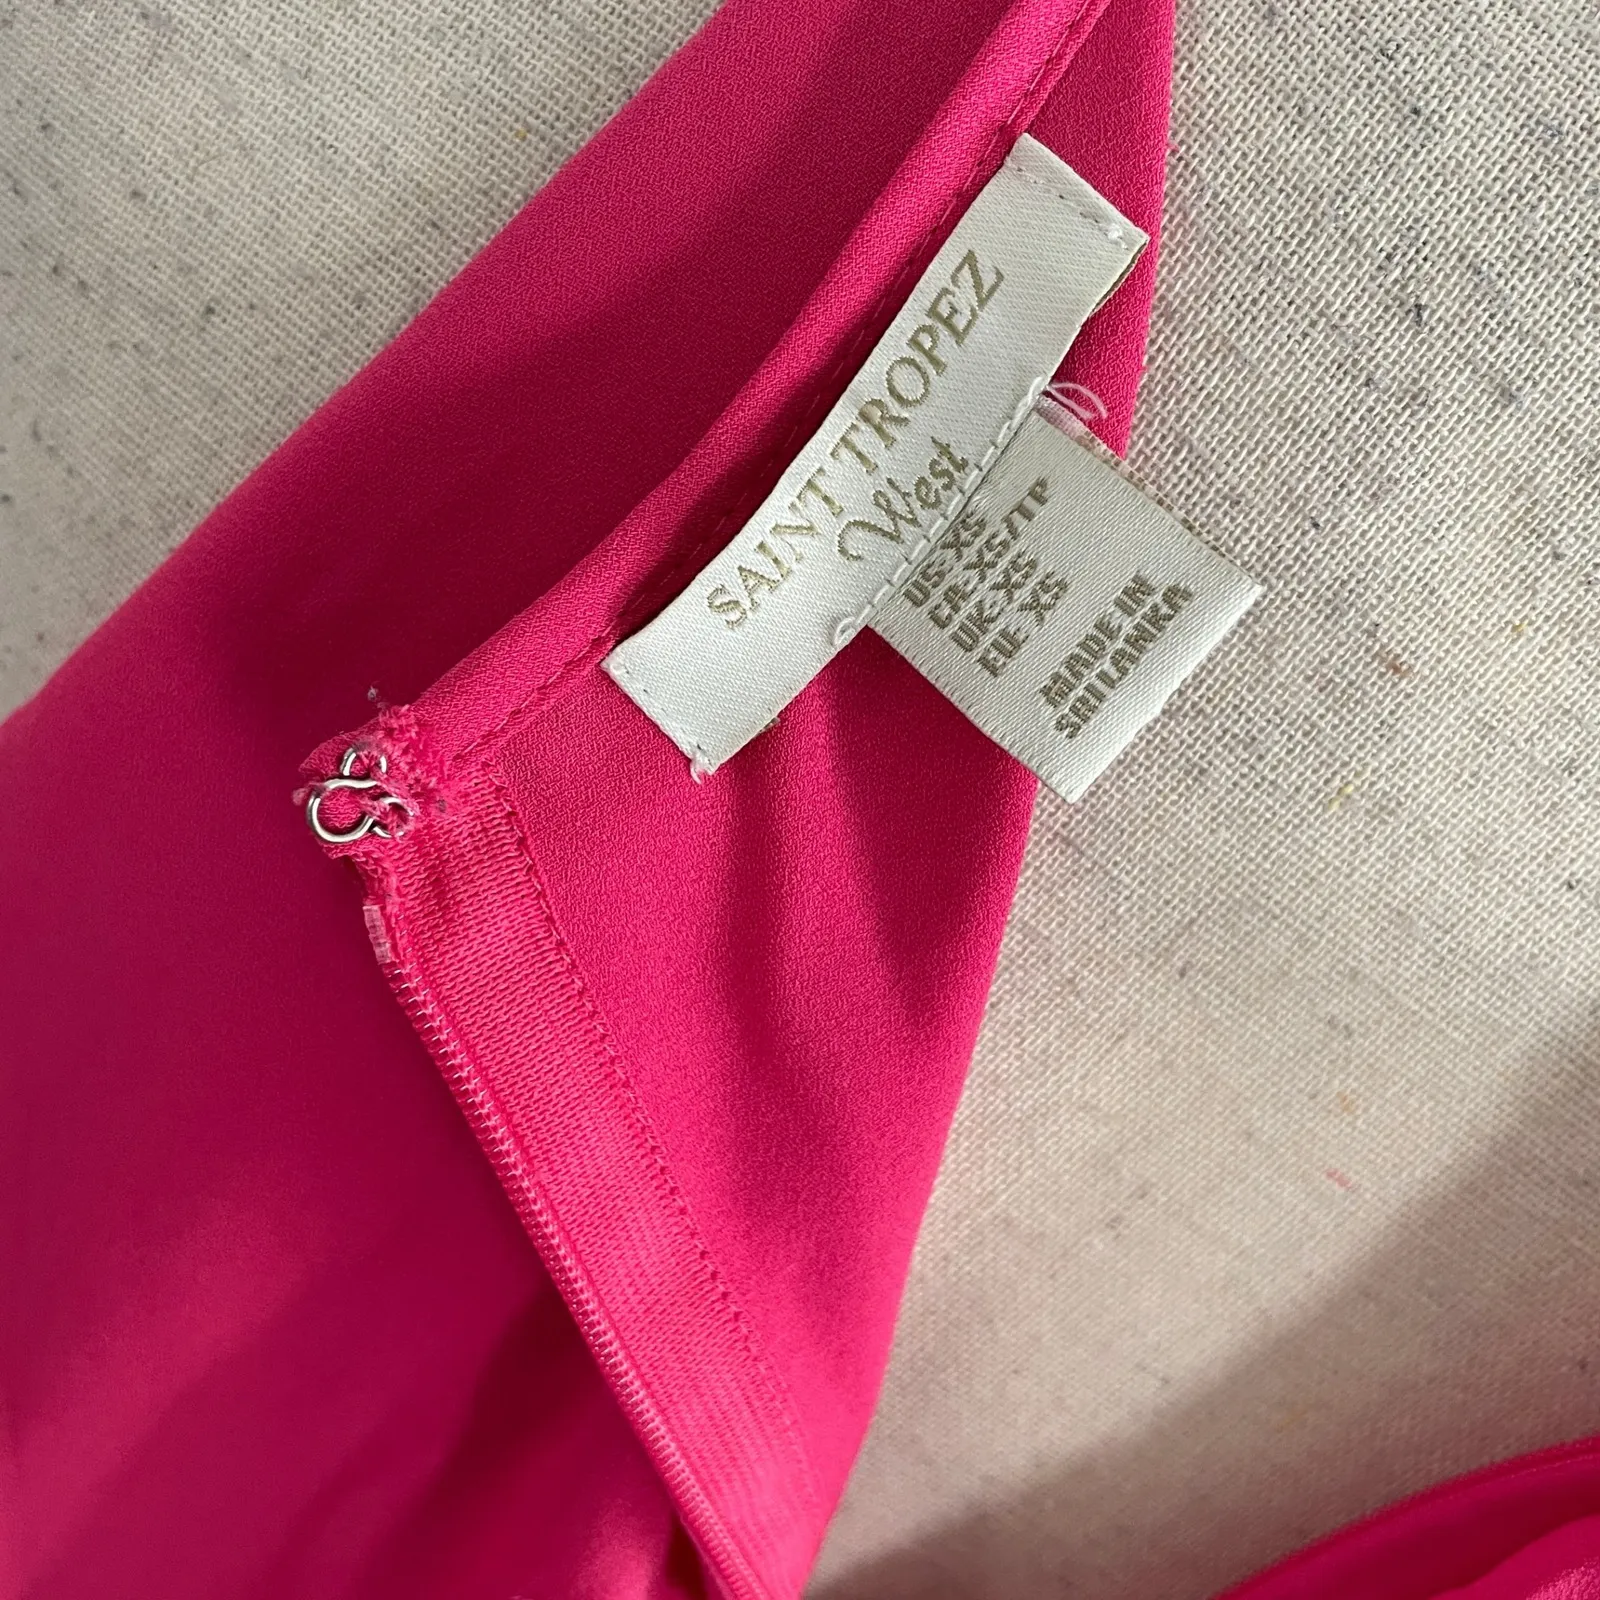 SAINT TROPEZ
West
US-XS
CA-XS/TP
UK-XS
EU-XS
MADE IN
SRI LANKA